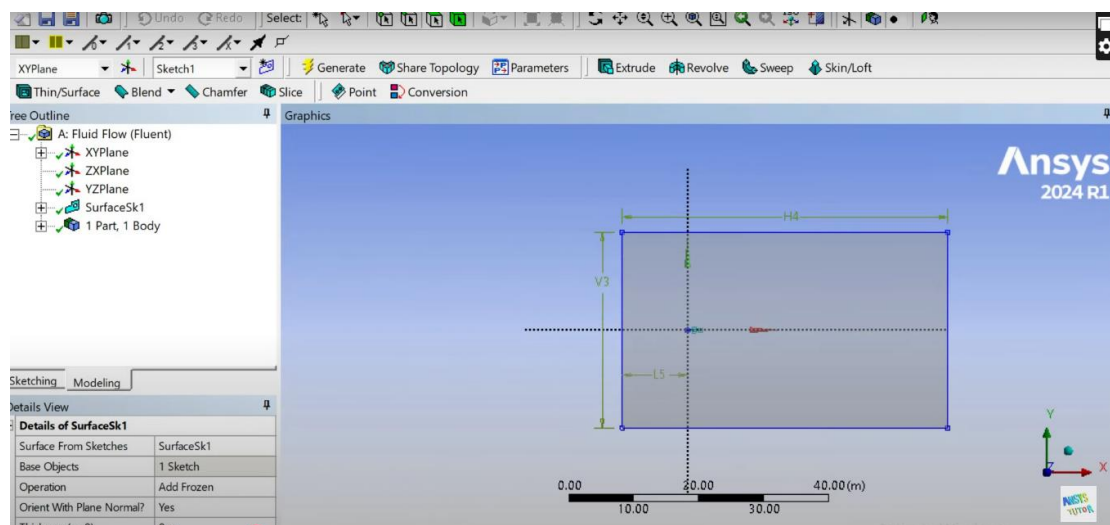 Undo Redo Select:
XYPlane Sketch1 Generate Share Topology Parameters Extrude Revolve Sweep Skin/Loft
Thin/Surface Blend Chamfer Slice Point Conversion
ree Outline
Graphics
A: Fluid Flow (Fluent)
XYPlane
ZXPlane
YZPlane
SurfaceSk1
1 Part, 1 Body
Ansys
2024 R1
H4
V3
L5
Sketching Modeling
Details View
Details of SurfaceSk1
Surface From Sketches SurfaceSk1
Base Objects 1 Sketch
Operation Add Frozen
Orient With Plane Normal? Yes
0.00 20.00 40.00 (m)
10.00 30.00
Y
Z X
ANSYS
TUTOR